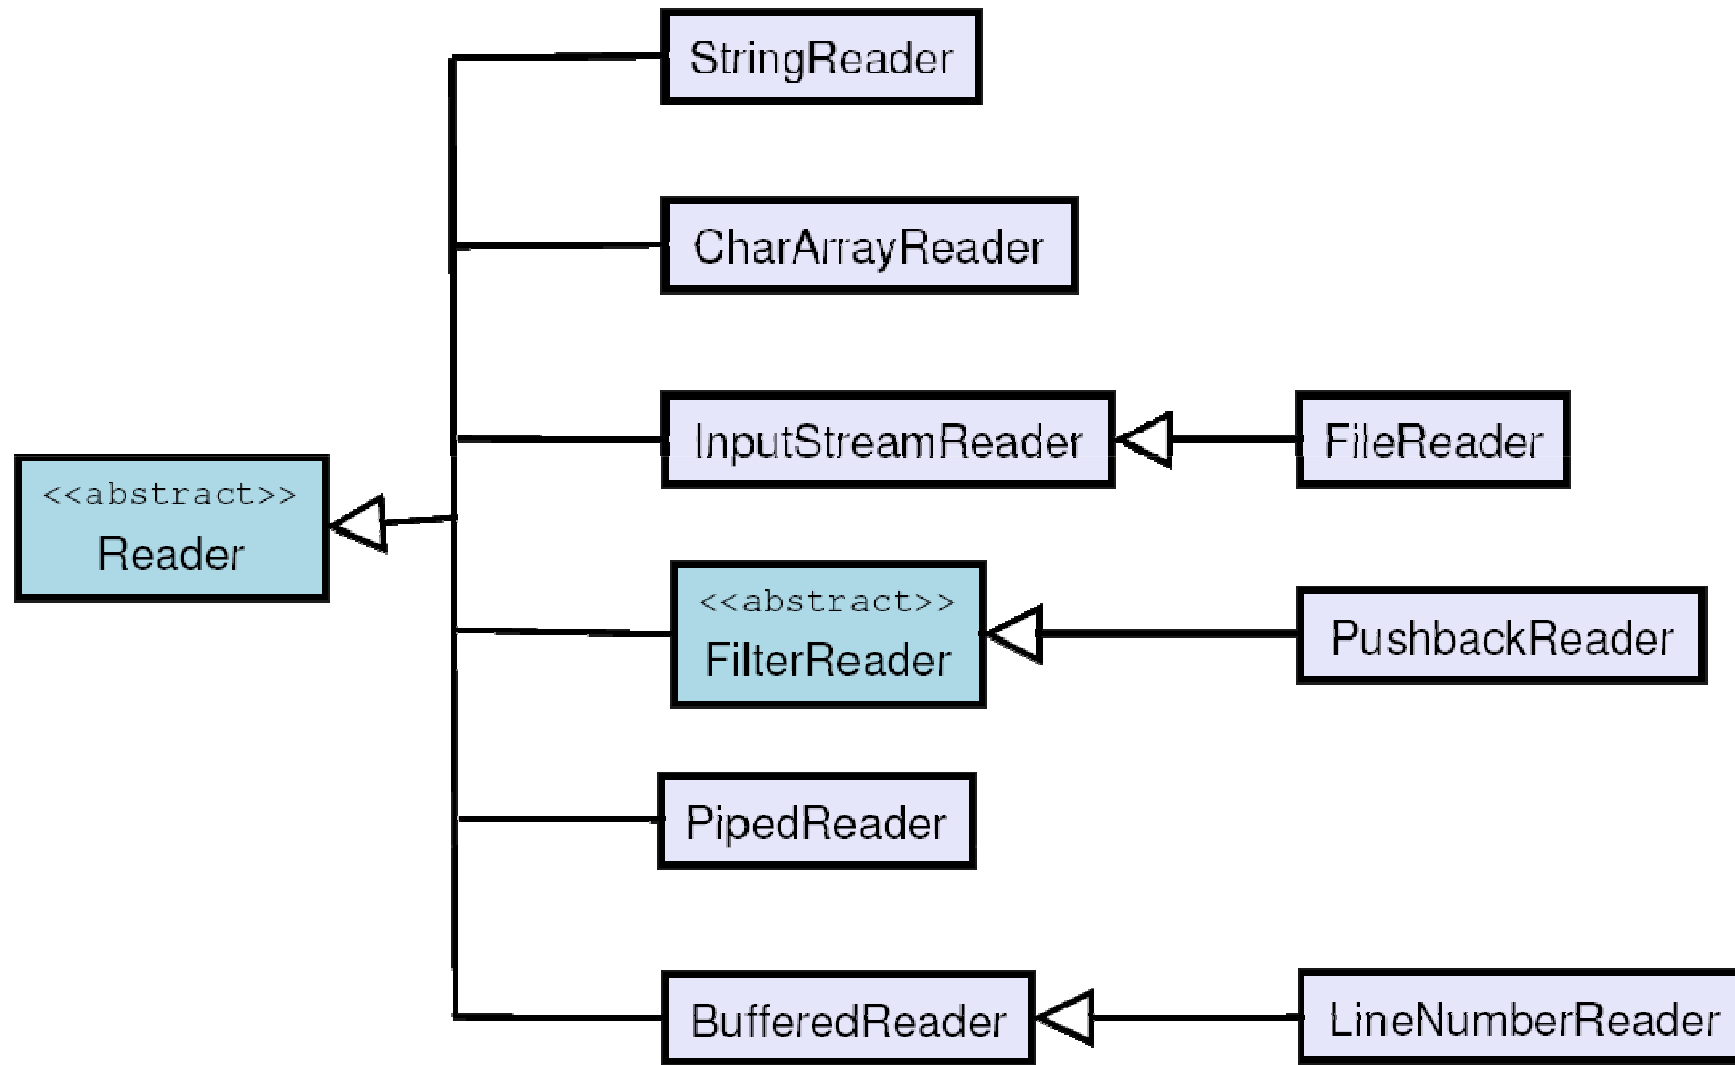 StringReader
CharArrayReader
InputStreamReader
FileReader
<<abstract>>
Reader
<<abstract>>
FilterReader
PushbackReader
PipedReader
BufferedReader
LineNumberReader